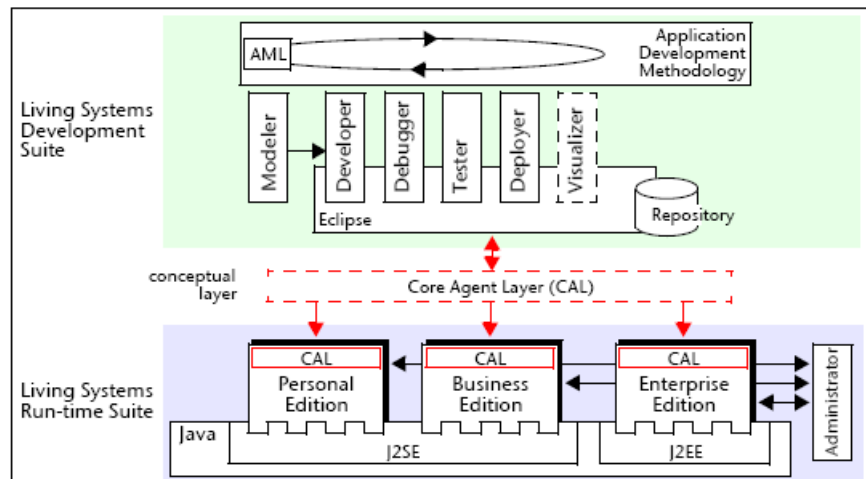 AML
Application
Development
Methodology
Living Systems
Development
Suite
Modeler
Developer
Debugger
Tester
Deployer
Visualizer
Eclipse
Repository
conceptual
layer
Core Agent Layer (CAL)
CAL
CAL
CAL
Personal
Edition
Business
Edition
Enterprise
Edition
Living Systems
Run-time Suite
Administrator
Java
J2SE
J2EE